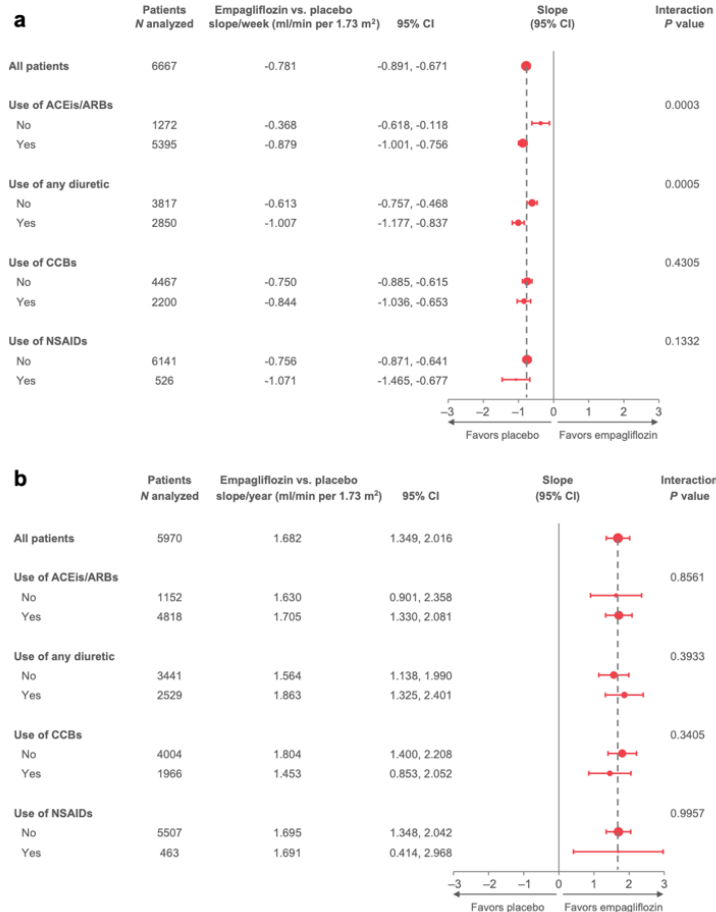 a
Patients Empagliflozin vs. placebo Slope Interaction
N analyzed slope/week (ml/min per 1.73 m²) 95% CI (95% CI) P value
All patients 6667 -0.781 -0.891, -0.671
Use of ACEis/ARBs 0.0003
No 1272 -0.368 -0.618, -0.118
Yes 5395 -0.879 -1.001, -0.756
Use of any diuretic 0.0005
No 3817 -0.613 -0.757, -0.468
Yes 2850 -1.007 -1.177, -0.837
Use of CCBs 0.4305
No 4467 -0.750 -0.885, -0.615
Yes 2200 -0.844 -1.036, -0.653
Use of NSAIDs 0.1332
No 6141 -0.756 -0.871, -0.641
Yes 526 -1.071 -1.465, -0.677
−3 −2 −1 0 1 2 3
Favors placebo Favors empagliflozin
b
Patients Empagliflozin vs. placebo Slope Interaction
N analyzed slope/year (ml/min per 1.73 m²) 95% CI (95% CI) P value
All patients 5970 1.682 1.349, 2.016
Use of ACEis/ARBs 0.8561
No 1152 1.630 0.901, 2.358
Yes 4818 1.705 1.330, 2.081
Use of any diuretic 0.3933
No 3441 1.564 1.138, 1.990
Yes 2529 1.863 1.325, 2.401
Use of CCBs 0.3405
No 4004 1.804 1.400, 2.208
Yes 1966 1.453 0.853, 2.052
Use of NSAIDs 0.9957
No 5507 1.695 1.348, 2.042
Yes 463 1.691 0.414, 2.968
−3 −2 −1 0 1 2 3
Favors placebo Favors empagliflozin